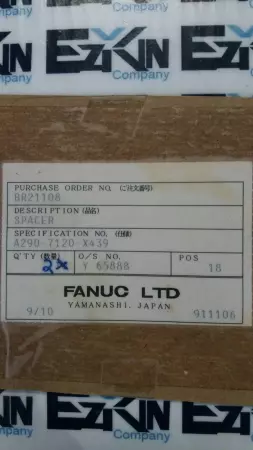 EZKIN
Company
PURCHASE ORDER NO. (ご注文番号)
BR21108
DESCRIPTION (品名)
SPACER
SPECIFICATION NO. (仕様)
A290-7120-X439
Q'TY (数量) O/S NO. POS
2x Y 65888 18
FANUC LTD
YAMANASHI, JAPAN
9/10 911106
EZKIN EZKIN
Company Company